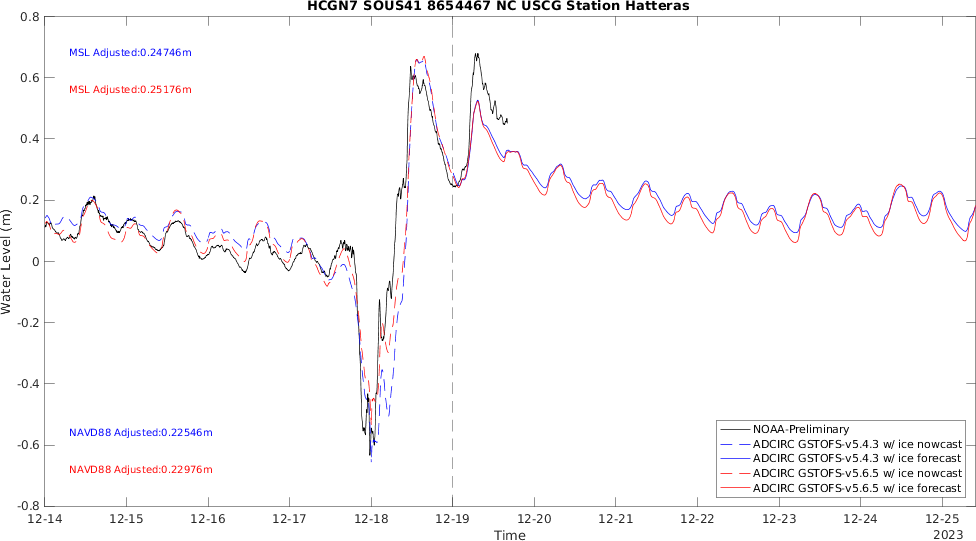 HCGN7 SOUS41 8654467 NC USCG Station Hatteras
0.8
0.6
0.4
0.2
0
-0.2
-0.4
-0.6
-0.8
Water Level (m)
MSL Adjusted:0.24746m
MSL Adjusted:0.25176m
NAVD88 Adjusted:0.22546m
NAVD88 Adjusted:0.22976m
NOAA-Preliminary
ADCIRC GSTOFS-v5.4.3 w/ ice nowcast
ADCIRC GSTOFS-v5.4.3 w/ ice forecast
ADCIRC GSTOFS-v5.6.5 w/ ice nowcast
ADCIRC GSTOFS-v5.6.5 w/ ice forecast
12-14 12-15 12-16 12-17 12-18 12-19 12-20 12-21 12-22 12-23 12-24 12-25
Time
2023